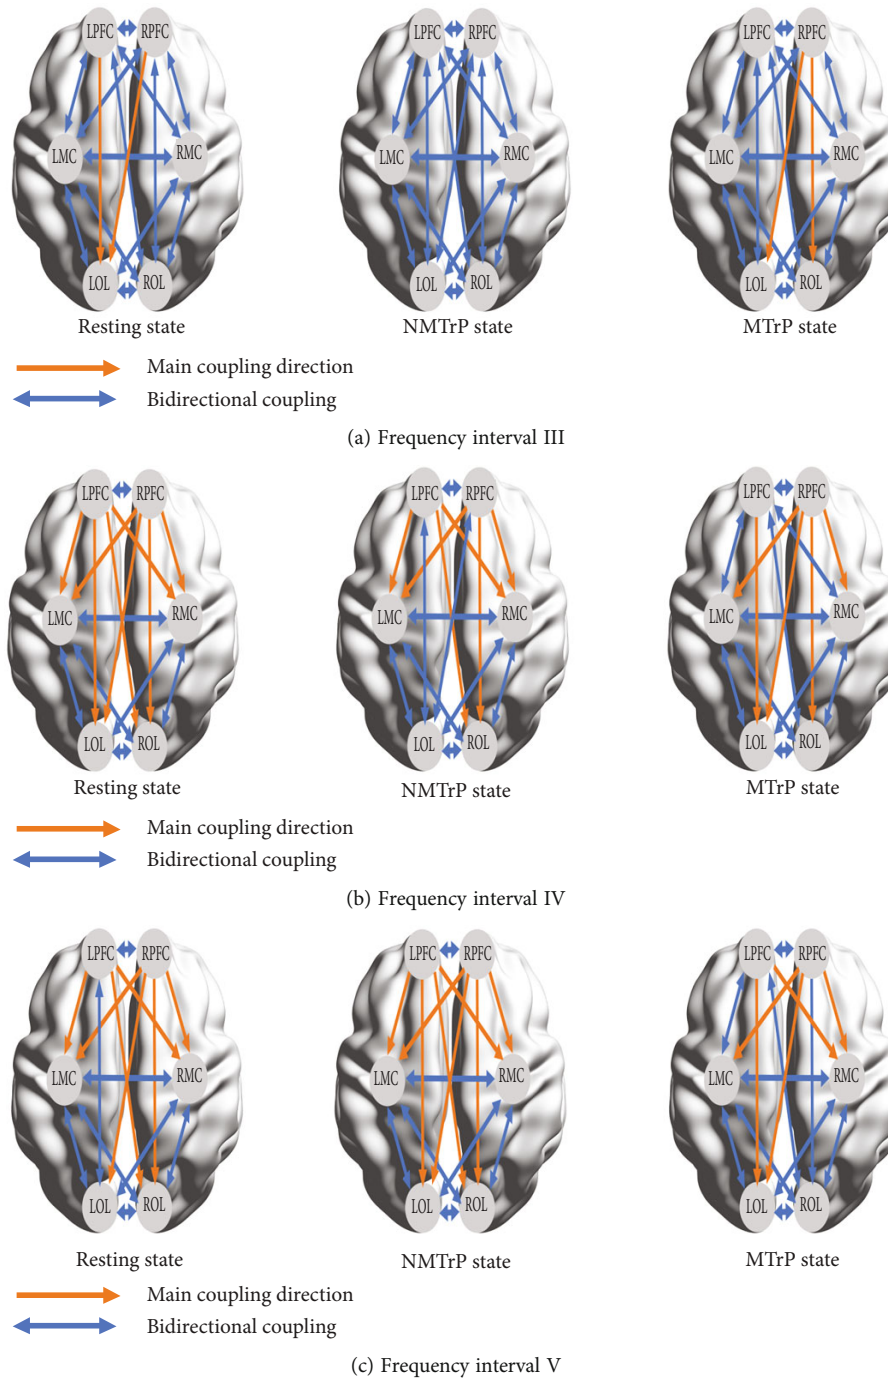 LPFC RPFC LPFC RPFC LPFC RPFC
LMC RMC LMC RMC LMC RMC
LOL ROL LOL ROL LOL ROL
Resting state NMTrP state MTrP state
Main coupling direction
Bidirectional coupling
(a) Frequency interval III
LPFC RPFC LPFC RPFC LPFC RPFC
LMC RMC LMC RMC LMC RMC
LOL ROL LOL ROL LOL ROL
Resting state NMTrP state MTrP state
Main coupling direction
Bidirectional coupling
(b) Frequency interval IV
LPFC RPFC LPFC RPFC LPFC RPFC
LMC RMC LMC RMC LMC RMC
LOL ROL LOL ROL LOL ROL
Resting state NMTrP state MTrP state
Main coupling direction
Bidirectional coupling
(c) Frequency interval V